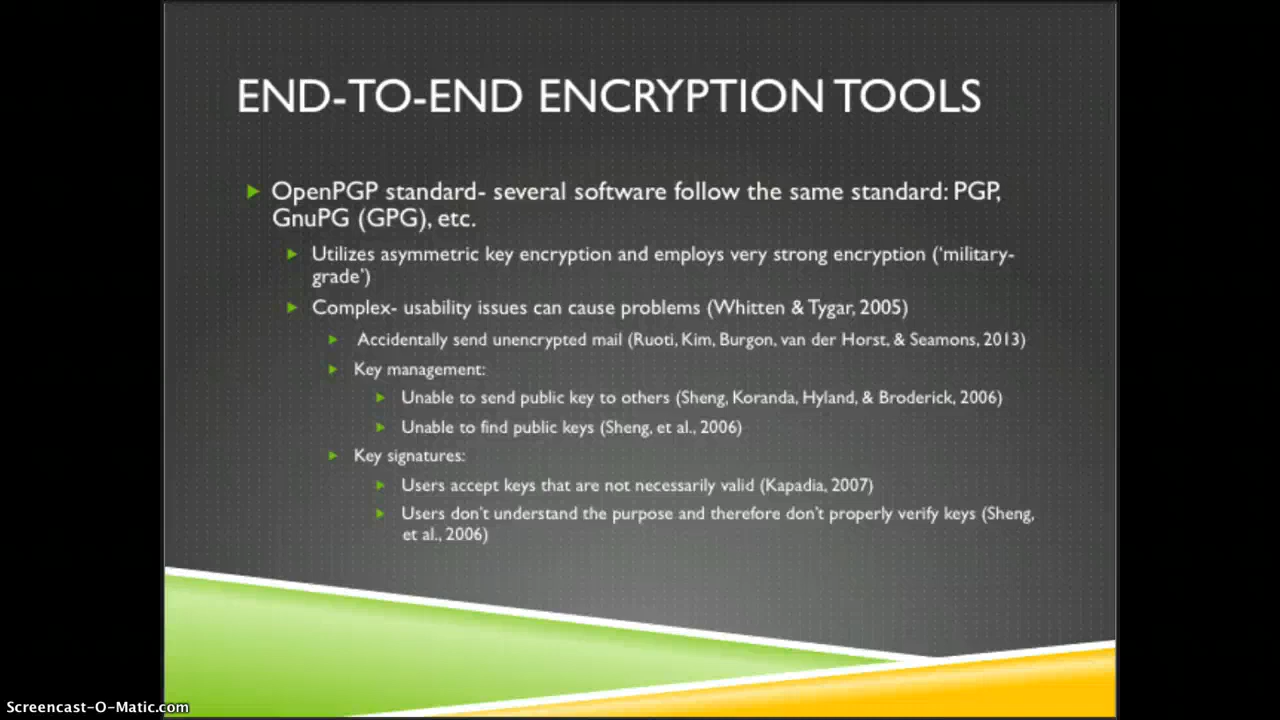 END-TO-END ENCRYPTION TOOLS
OpenPGP standard- several software follow the same standard: PGP,
GnuPG (GPG), etc.
Utilizes asymmetric key encryption and employs very strong encryption ('military-
grade')
Complex- usability issues can cause problems (Whitten & Tygar, 2005)
Accidentally send unencrypted mail (Ruoti, Kim, Burgon, van der Horst, & Seamons, 2013)
Key management:
Unable to send public key to others (Sheng, Koranda, Hyland, & Broderick, 2006)
Unable to find public keys (Sheng, et al., 2006)
Key signatures:
Users accept keys that are not necessarily valid (Kapadia, 2007)
Users don't understand the purpose and therefore don't properly verify keys (Sheng,
et al., 2006)
Screencast-O-Matic.com